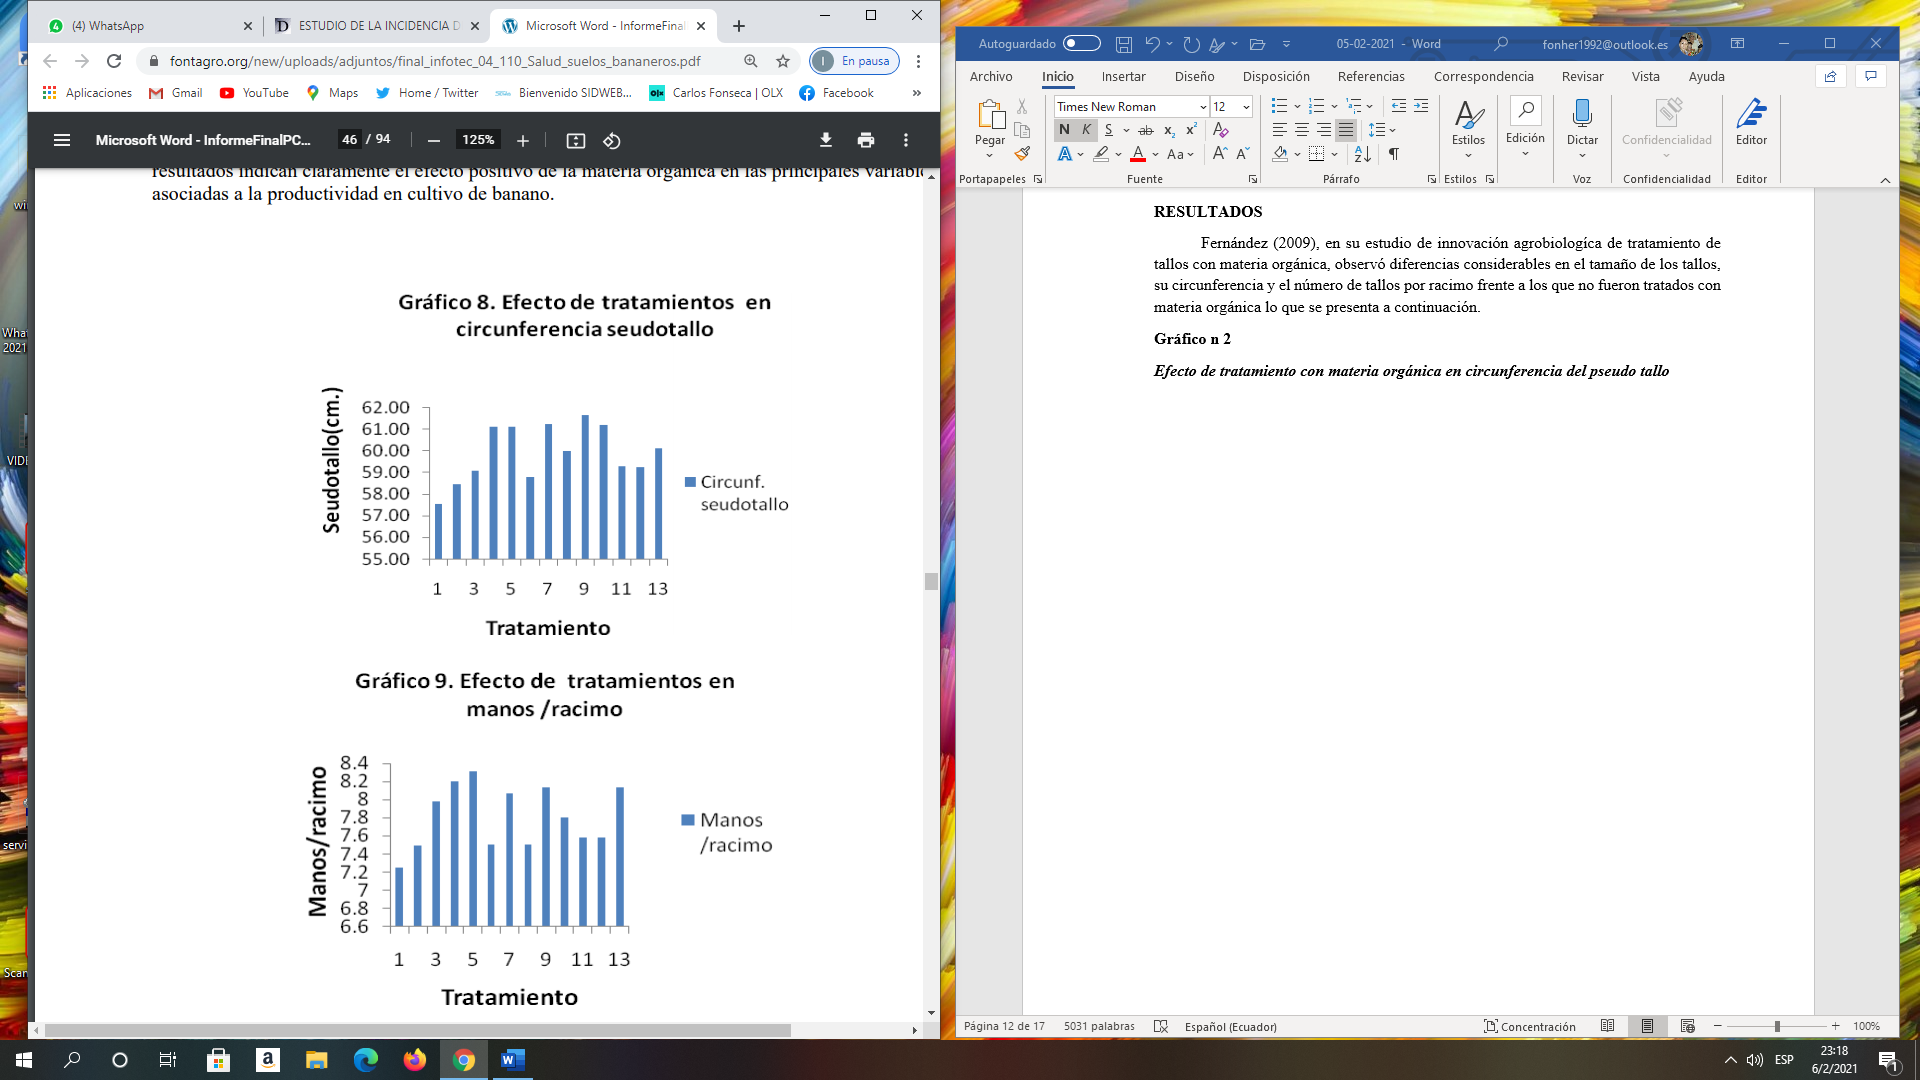 (4) WhatsApp
ESTUDIO DE LA INCIDENCIA D
Microsoft Word - InformeFinal
fontagro.org/new/uploads/adjuntos/final_infotec_04_110_Salud_suelos_bananeros.pdf
I
En pausa
Aplicaciones
Gmail
YouTube
Maps
Home / Twitter
Bienvenido SIDWEB...
Carlos Fonseca | OLX
Facebook
»
Microsoft Word - InformeFinalPC...
46 / 94
125%
resultados indican claramente el efecto positivo de la materia orgánica en las principales variabl
asociadas a la productividad en cultivo de banano.
Gráfico 8. Efecto de tratamientos en
circunferencia seudotallo
Seudotallo(cm.)
62.00
61.00
60.00
59.00
58.00
57.00
56.00
55.00
1 3 5 7 9 11 13
Tratamiento
Circunf.
seudotallo
Gráfico 9. Efecto de tratamientos en
manos /racimo
Manos/racimo
8.4
8.2
8
7.8
7.6
7.4
7.2
7
6.8
6.6
1 3 5 7 9 11 13
Tratamiento
Manos
/racimo
Autoguardado
05-02-2021 - Word
fonher1992@outlook.es
Archivo
Inicio
Insertar
Diseño
Disposición
Referencias
Correspondencia
Revisar
Vista
Ayuda
Pegar
Portapapeles
Times New Roman
12
N K S ab x₂ x²
A A Aa A A
Fuente
Párrafo
Estilos
Estilos
Edición
Dictar
Voz
Confidencialidad
Confidencialidad
Editor
Editor
RESULTADOS
Fernández (2009), en su estudio de innovación agrobiologíca de tratamiento de
tallos con materia orgánica, observó diferencias considerables en el tamaño de los tallos,
su circunferencia y el número de tallos por racimo frente a los que no fueron tratados con
materia orgánica lo que se presenta a continuación.
Gráfico n 2
Efecto de tratamiento con materia orgánica en circunferencia del pseudo tallo
Página 12 de 17
5031 palabras
Español (Ecuador)
Concentración
100%
What
2021
VIDE
servi
Scan
ESP
23:18
6/2/2021
1